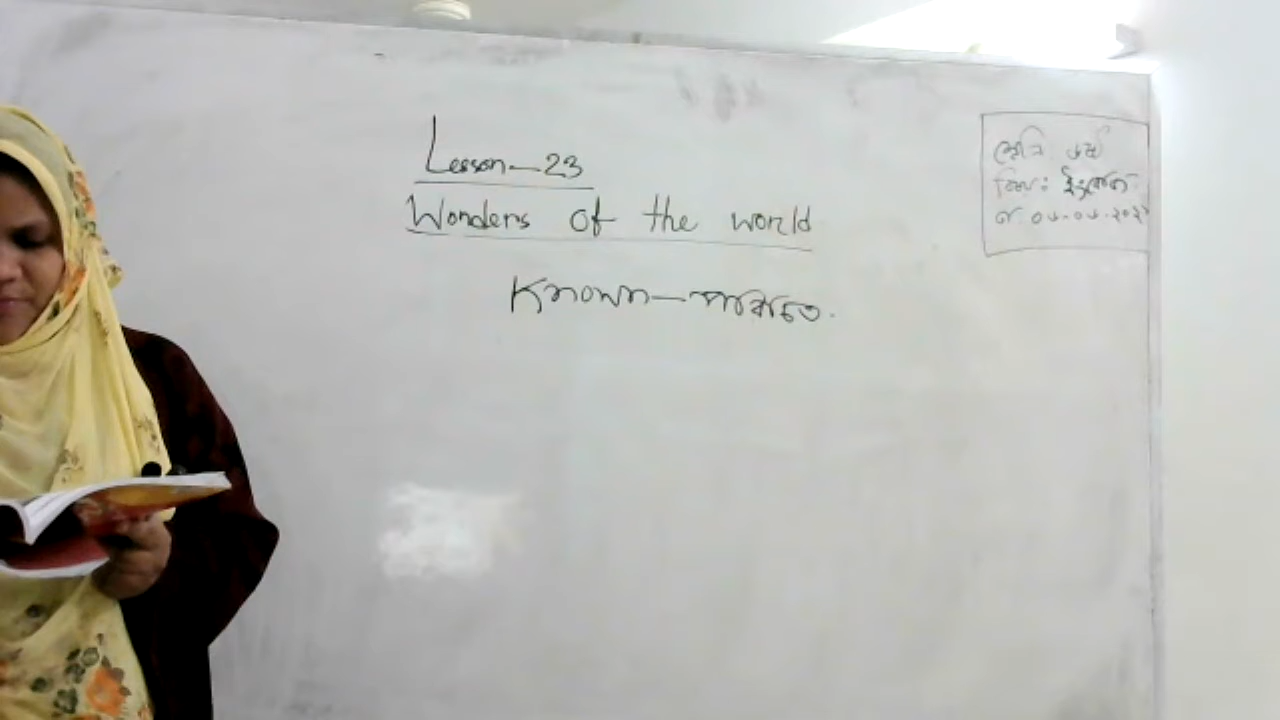 Lesson-23
Wonders of the world
Known-পরিচিত.
শ্রেণি ৬ষ্ঠ
বিষয়: